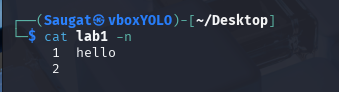 ┌──(Saugat㉿vboxYOLO)-[~/Desktop]
└─$ cat lab1 -n
     1  hello
     2